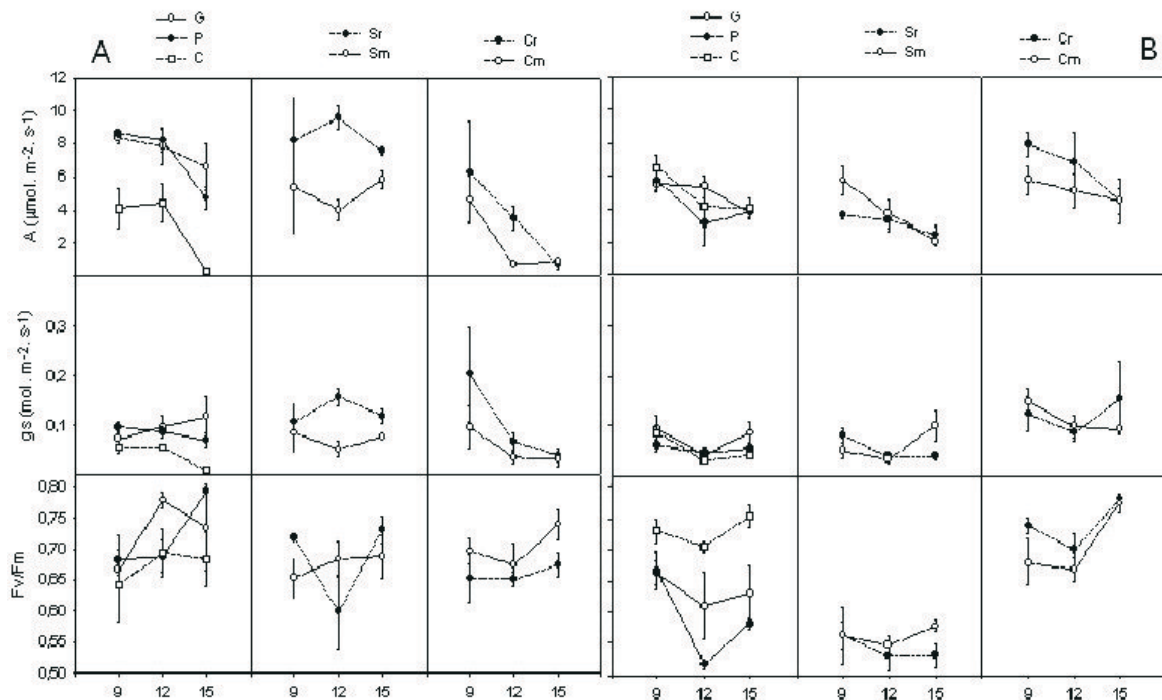 A
G
P
C
Sr
Sm
Cr
Cm
G
P
C
Sr
Sm
Cr
Cm
B
A (µmol. m-2. s-1)
12
10
8
6
4
2
gs (mol. m-2. s-1)
0,3
0,2
0,1
Fv/Fm
0,80
0,75
0,70
0,65
0,60
0,55
0,50
9 12 15 9 12 15 9 12 15 9 12 15 9 12 15 9 12 15